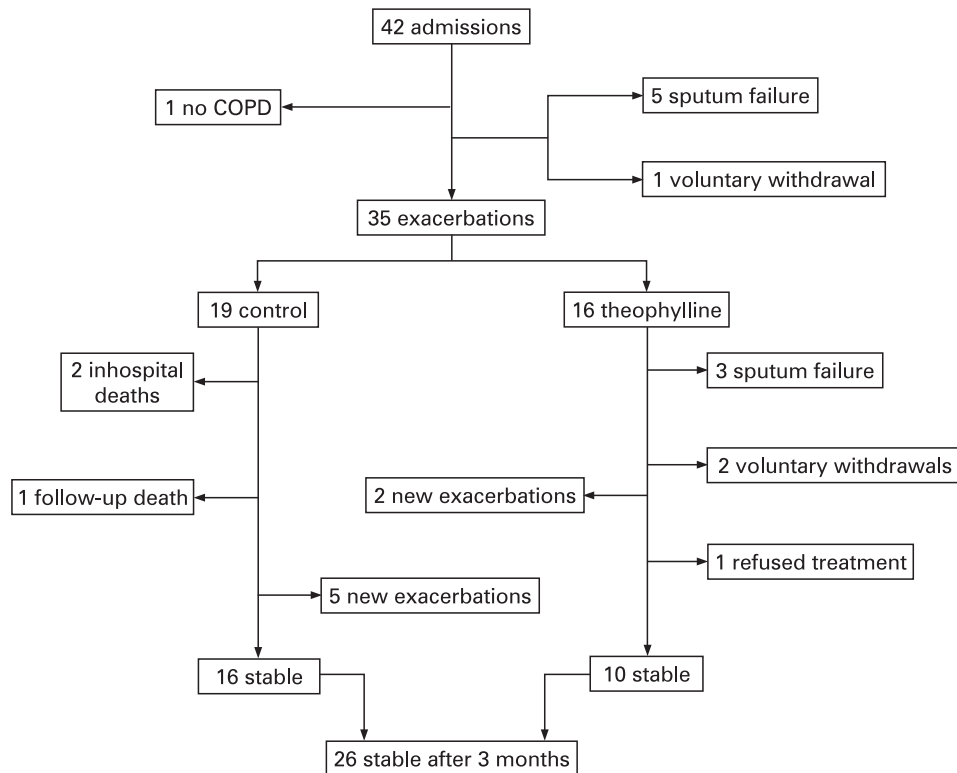 42 admissions
1 no COPD
5 sputum failure
1 voluntary withdrawal
35 exacerbations
19 control
16 theophylline
2 inhospital
deaths
3 sputum failure
2 voluntary withdrawals
1 follow-up death
2 new exacerbations
1 refused treatment
5 new exacerbations
16 stable
10 stable
26 stable after 3 months